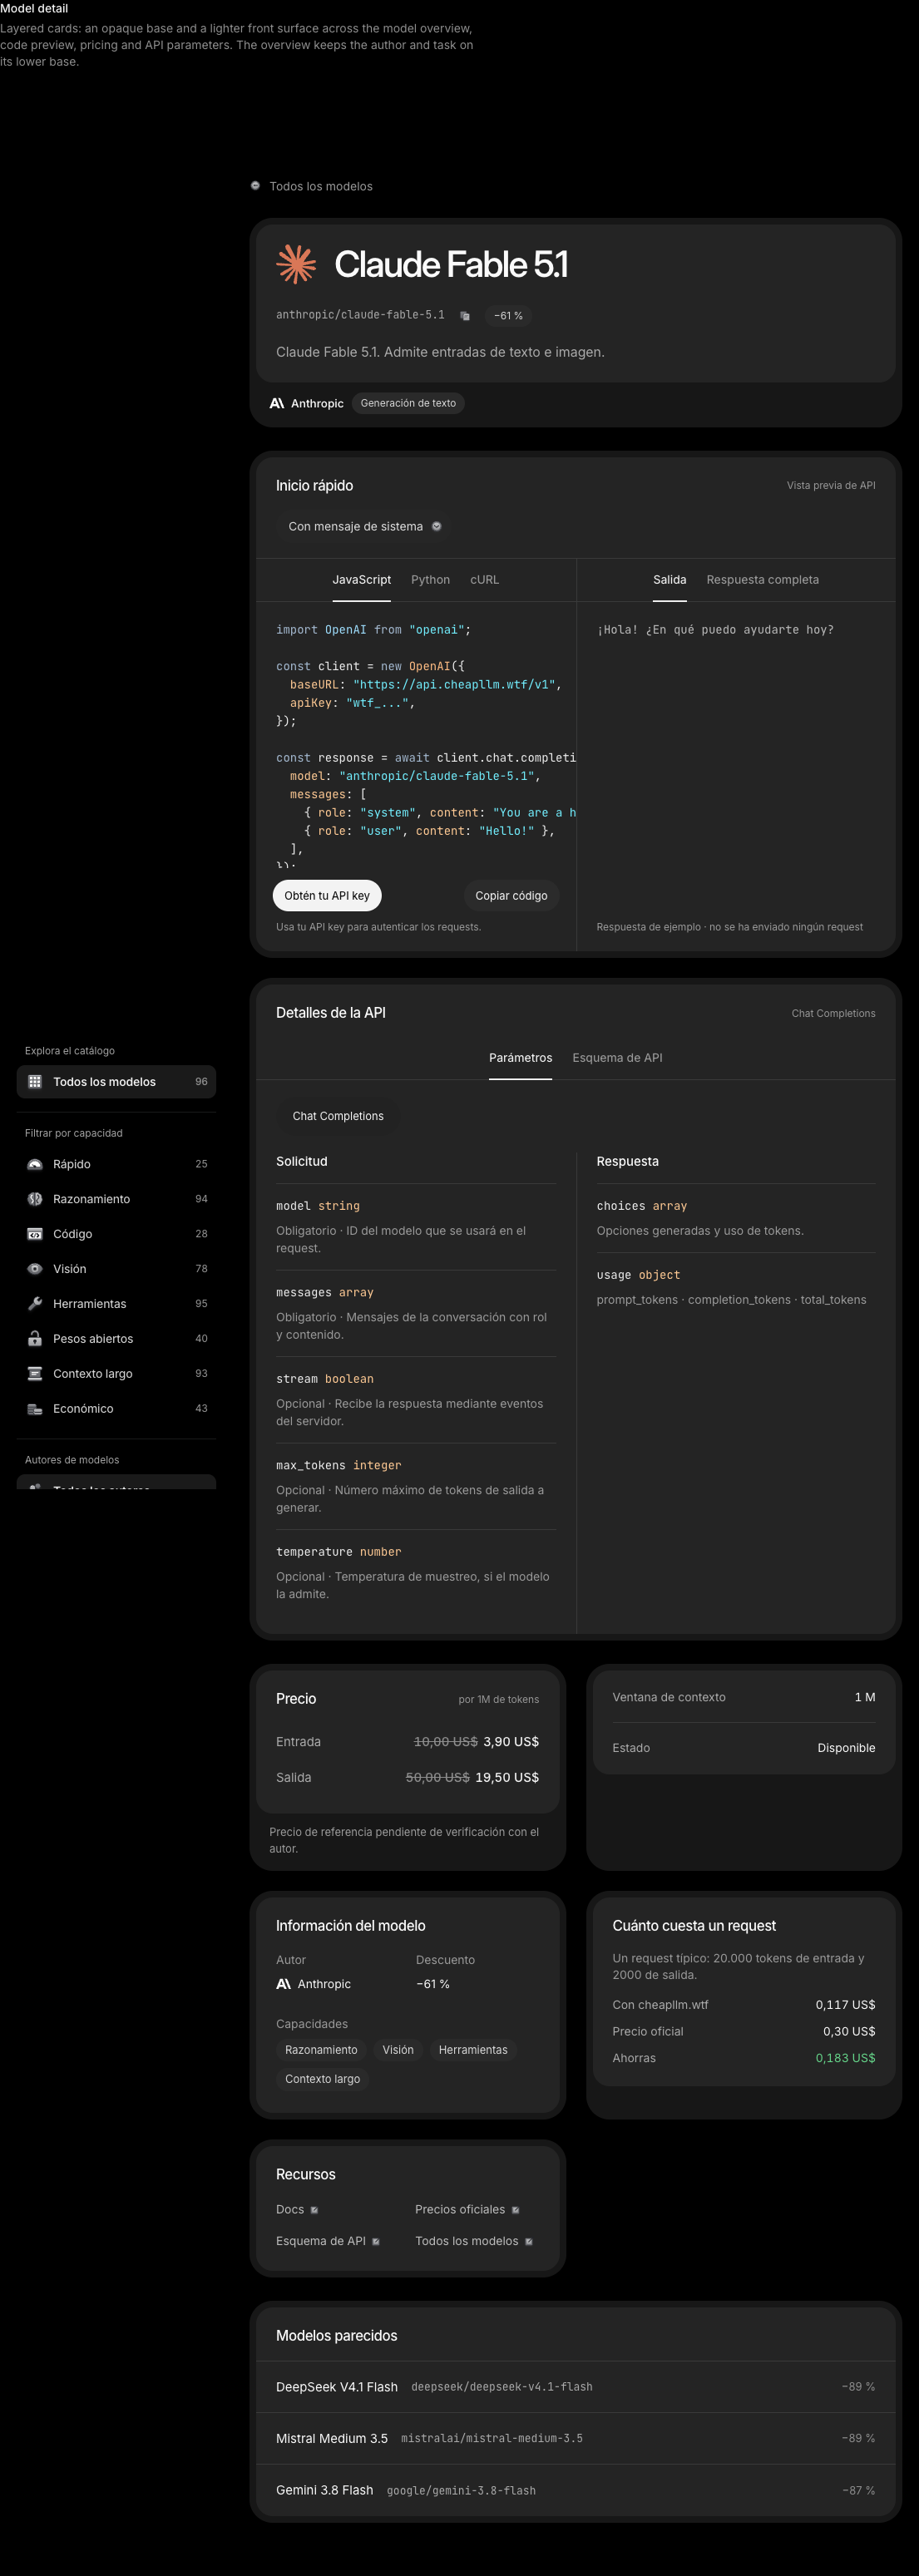 Model detail
Layered cards: an opaque base and a lighter front surface across the model overview,
code preview, pricing and API parameters. The overview keeps the author and task on
its lower base.
Todos los modelos
Claude Fable 5.1
anthropic/claude-fable-5.1
−61 %
Claude Fable 5.1. Admite entradas de texto e imagen.
Anthropic
Generación de texto
Inicio rápido
Vista previa de API
Con mensaje de sistema
JavaScript
Python
cURL
import OpenAI from "openai";
const client = new OpenAI({
baseURL: "https://api.cheapllm.wtf/v1",
apiKey: "wtf_...",
});
const response = await client.chat.completi
model: "anthropic/claude-fable-5.1",
messages: [
{ role: "system", content: "You are a h
{ role: "user", content: "Hello!" },
],
});
Obtén tu API key
Copiar código
Usa tu API key para autenticar los requests.
Salida
Respuesta completa
¡Hola! ¿En qué puedo ayudarte hoy?
Respuesta de ejemplo · no se ha enviado ningún request
Explora el catálogo
Todos los modelos 96
Filtrar por capacidad
Rápido 25
Razonamiento 94
Código 28
Visión 78
Herramientas 95
Pesos abiertos 40
Contexto largo 93
Económico 43
Autores de modelos
Todos los autores
Detalles de la API
Chat Completions
Parámetros
Esquema de API
Chat Completions
Solicitud
model string
Obligatorio · ID del modelo que se usará en el
request.
messages array
Obligatorio · Mensajes de la conversación con rol
y contenido.
stream boolean
Opcional · Recibe la respuesta mediante eventos
del servidor.
max_tokens integer
Opcional · Número máximo de tokens de salida a
generar.
temperature number
Opcional · Temperatura de muestreo, si el modelo
la admite.
Respuesta
choices array
Opciones generadas y uso de tokens.
usage object
prompt_tokens · completion_tokens · total_tokens
Precio
por 1M de tokens
Entrada 10,00 US$ 3,90 US$
Salida 50,00 US$ 19,50 US$
Precio de referencia pendiente de verificación con el
autor.
Ventana de contexto 1 M
Estado Disponible
Información del modelo
Autor
Anthropic
Descuento
−61 %
Capacidades
Razonamiento
Visión
Herramientas
Contexto largo
Cuánto cuesta un request
Un request típico: 20.000 tokens de entrada y
2000 de salida.
Con cheapllm.wtf 0,117 US$
Precio oficial 0,30 US$
Ahorras 0,183 US$
Recursos
Docs
Precios oficiales
Esquema de API
Todos los modelos
Modelos parecidos
DeepSeek V4.1 Flash deepseek/deepseek-v4.1-flash −89 %
Mistral Medium 3.5 mistralai/mistral-medium-3.5 −89 %
Gemini 3.8 Flash google/gemini-3.8-flash −87 %